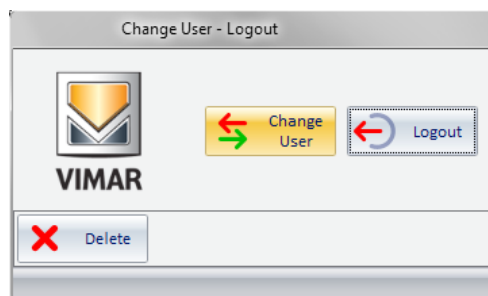 Change User - Logout
Change
User
Logout
VIMAR
Delete